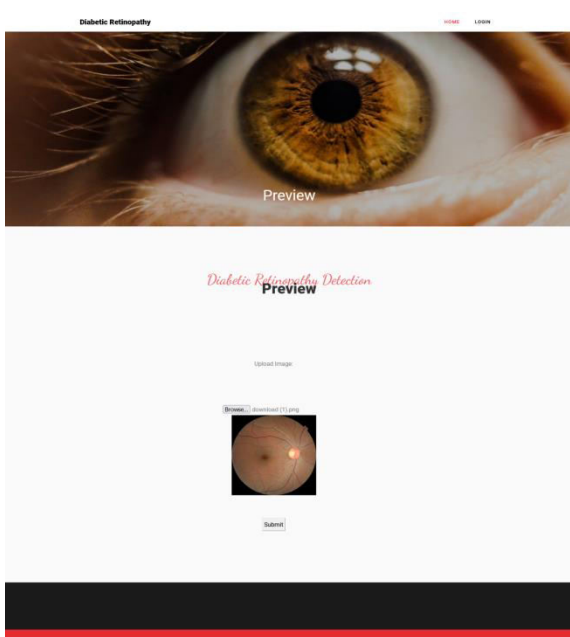 Diabetic Retinopathy
HOME LOGIN
Preview
Diabetic Retinopathy Detection
Preview
Upload Image
Browse... download (1).png
Submit